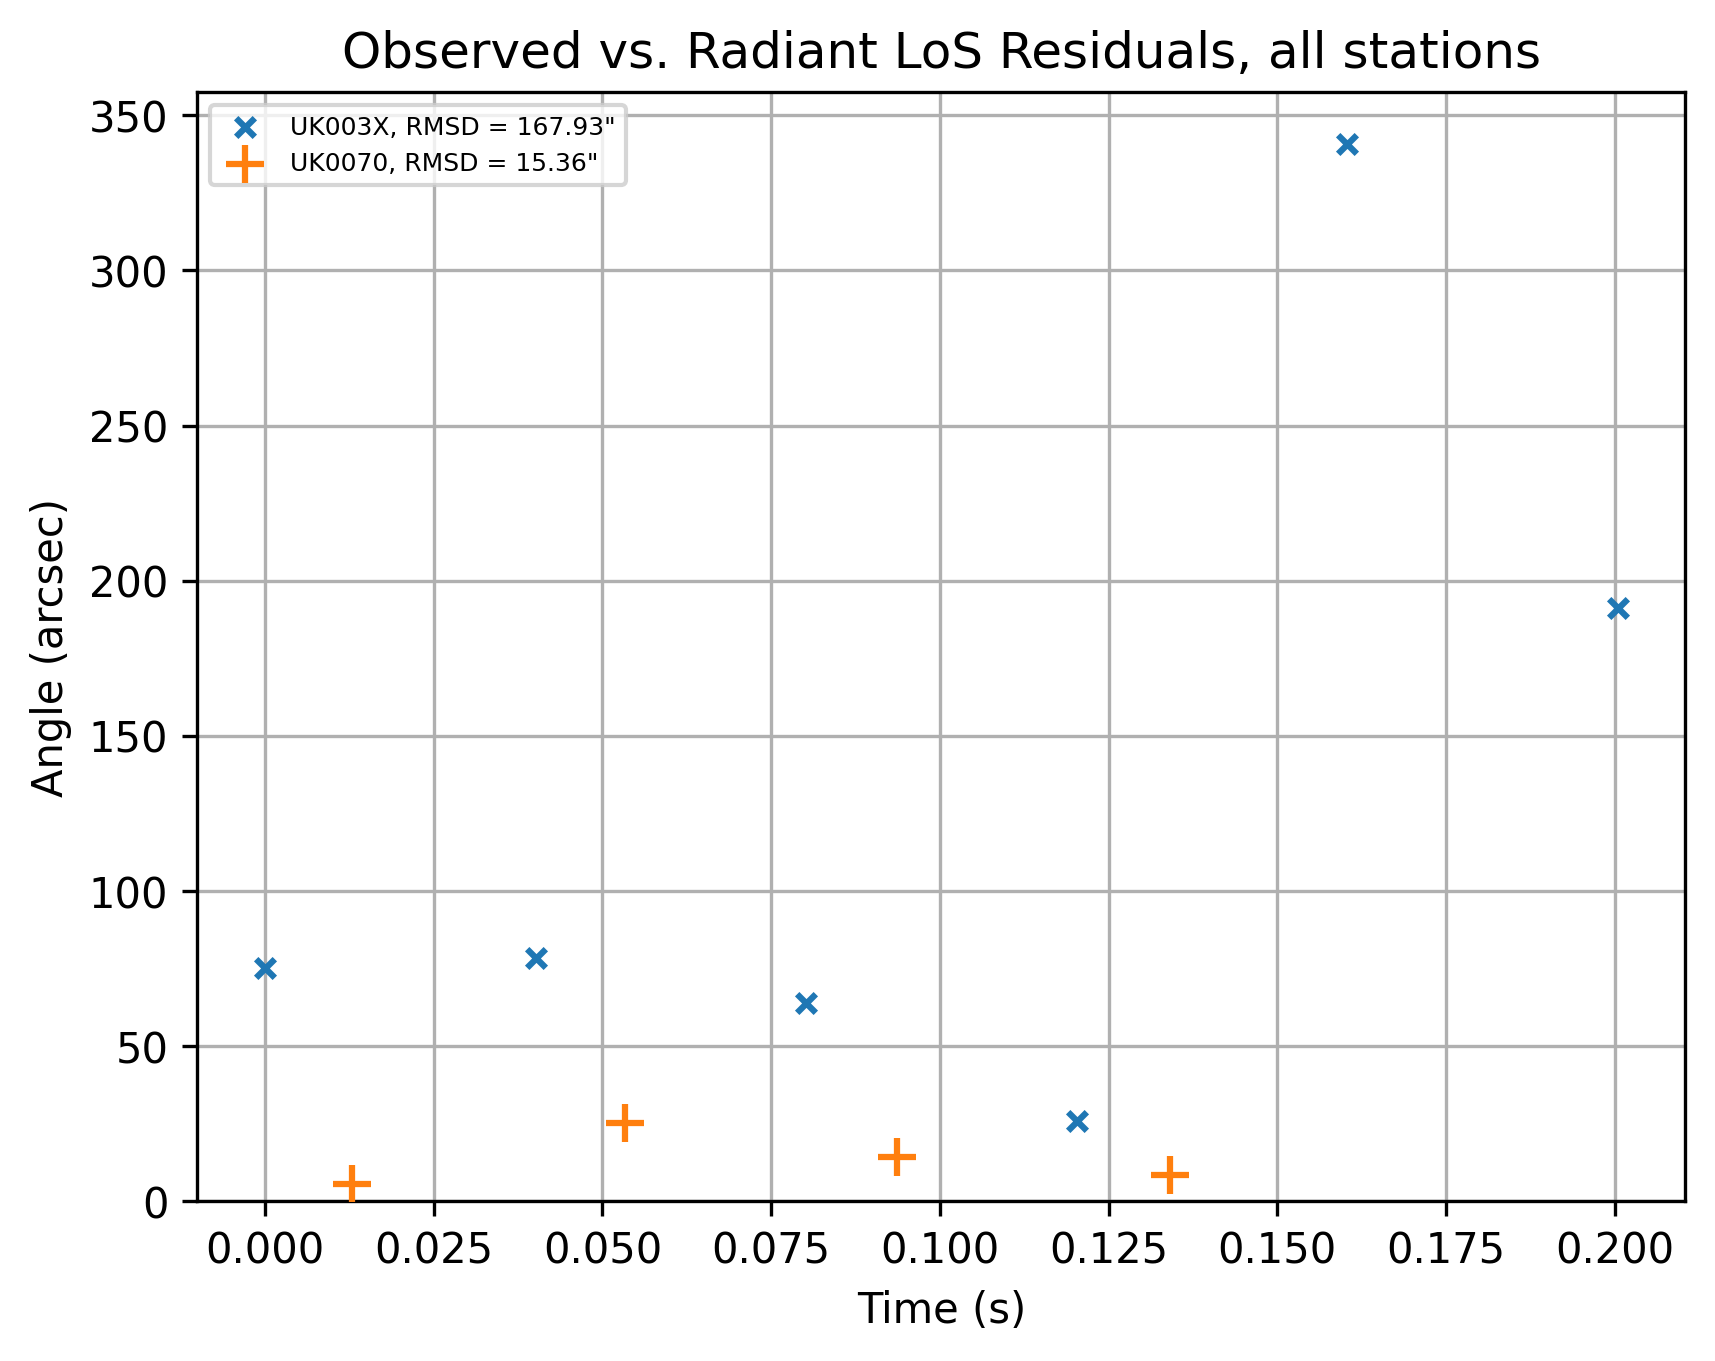 Observed vs. Radiant LoS Residuals, all stations
UK003X, RMSD = 167.93"
UK0070, RMSD = 15.36"
350
300
250
200
150
100
50
0
Angle (arcsec)
0.000 0.025 0.050 0.075 0.100 0.125 0.150 0.175 0.200
Time (s)